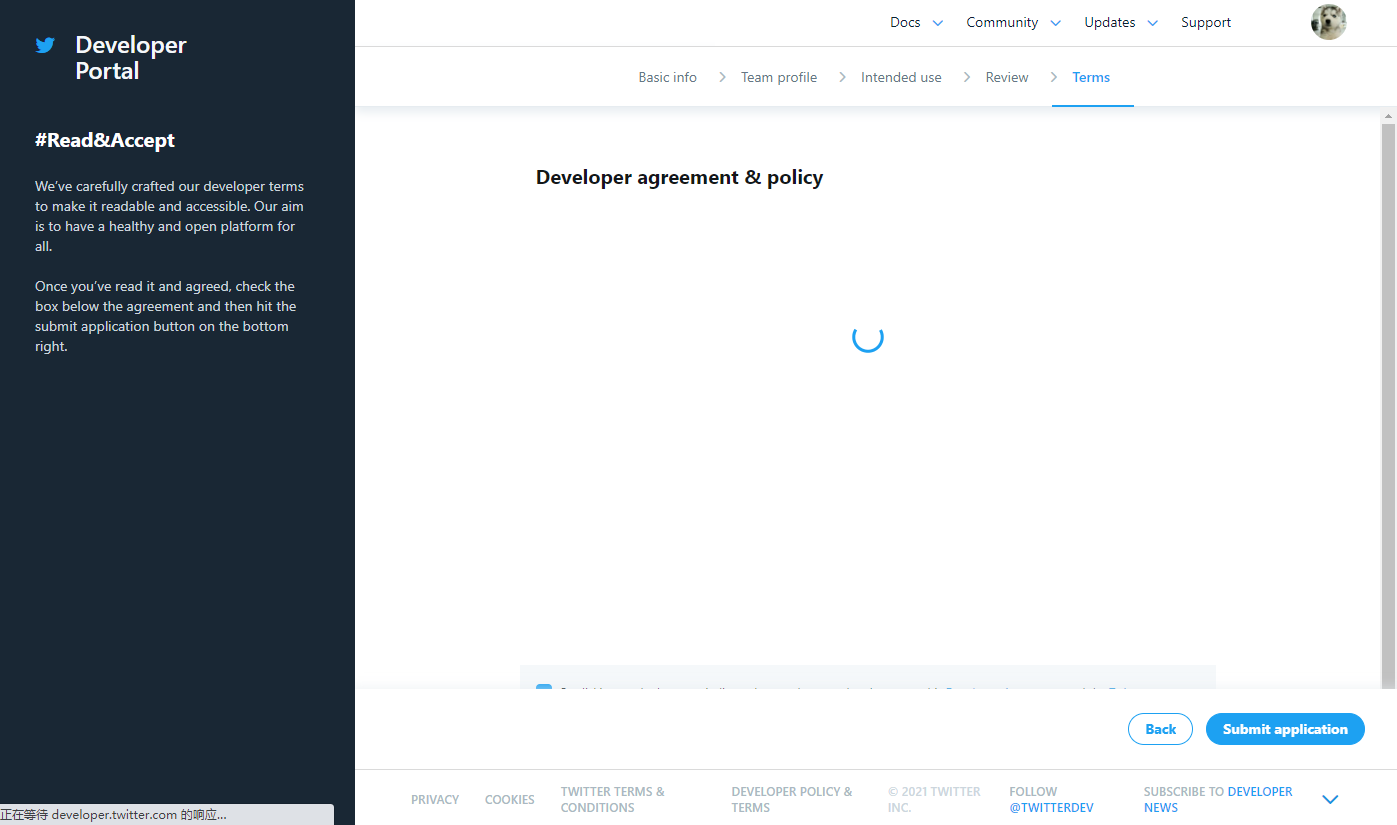 Developer
Portal
#Read&Accept
We've carefully crafted our developer terms
to make it readable and accessible. Our aim
is to have a healthy and open platform for
all.
Once you've read it and agreed, check the
box below the agreement and then hit the
submit application button on the bottom
right.
Docs Community Updates Support
Basic info Team profile Intended use Review Terms
Developer agreement & policy
Back Submit application
PRIVACY
COOKIES
TWITTER TERMS &
CONDITIONS
DEVELOPER POLICY &
TERMS
© 2021 TWITTER
INC.
FOLLOW
@TWITTERDEV
SUBSCRIBE TO DEVELOPER
NEWS
正在等待 developer.twitter.com 的响应...